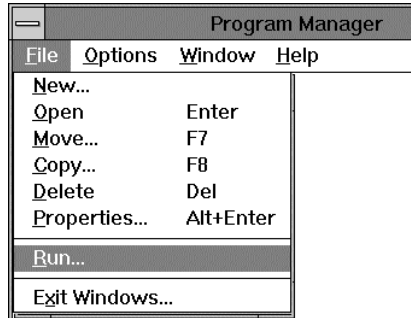 Program Manager
File Options Window Help
New...
Open Enter
Move... F7
Copy... F8
Delete Del
Properties... Alt+Enter
Run...
Exit Windows...